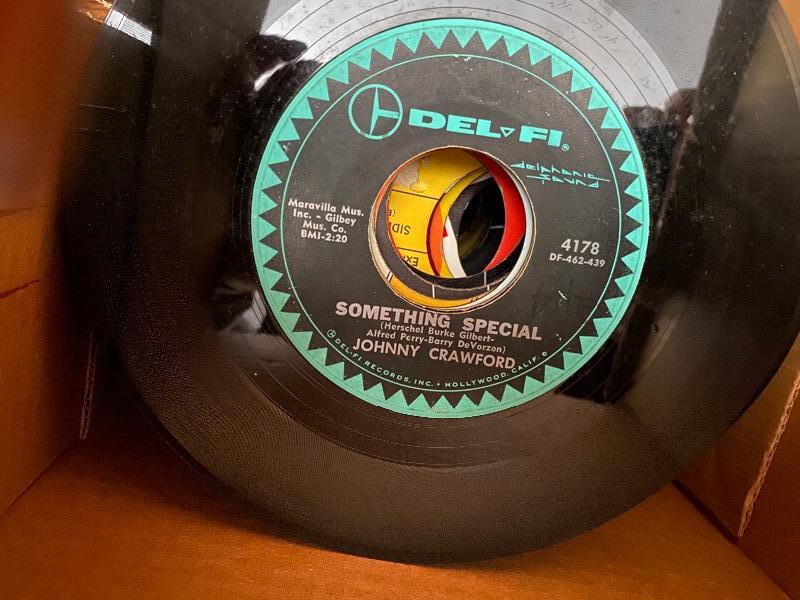 DEL-FI®
delphonic
sound
Maravilla Mus.
Inc. - Gilbey
Mus. Co.
BMI-2:20
SID
4178
DF-462-439
SOMETHING SPECIAL
(Herschel Burke Gilbert-
Alfred Perry-Barry DeVorzon)
JOHNNY CRAWFORD
® DEL-FI RECORDS, INC. • HOLLYWOOD, CALIF. ©